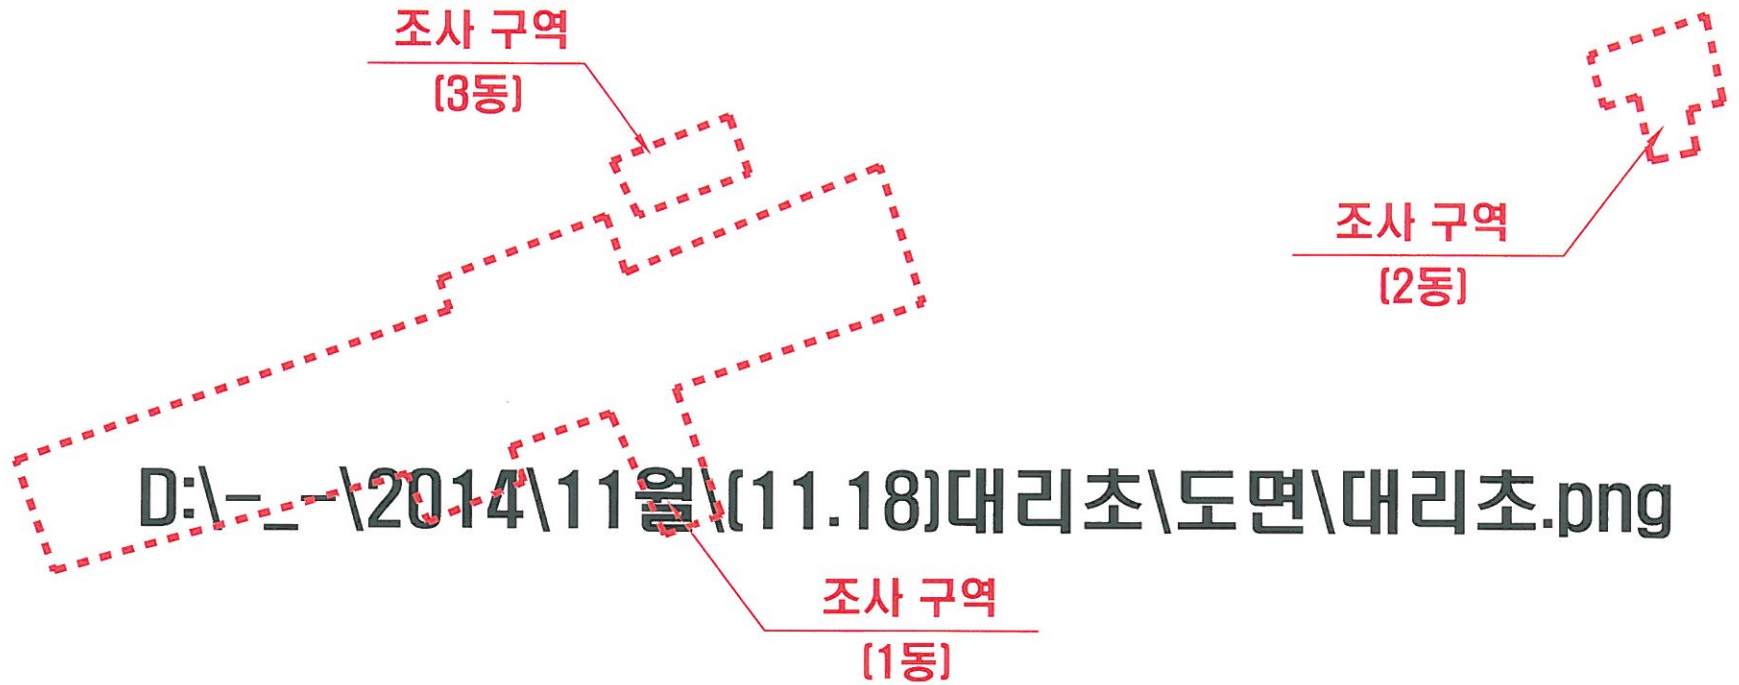 조사 구역
(3동)
조사 구역
(2동)
D:\-_-\2014\11월\(11.18)대리초\도면\대리초.png
조사 구역
(1동)